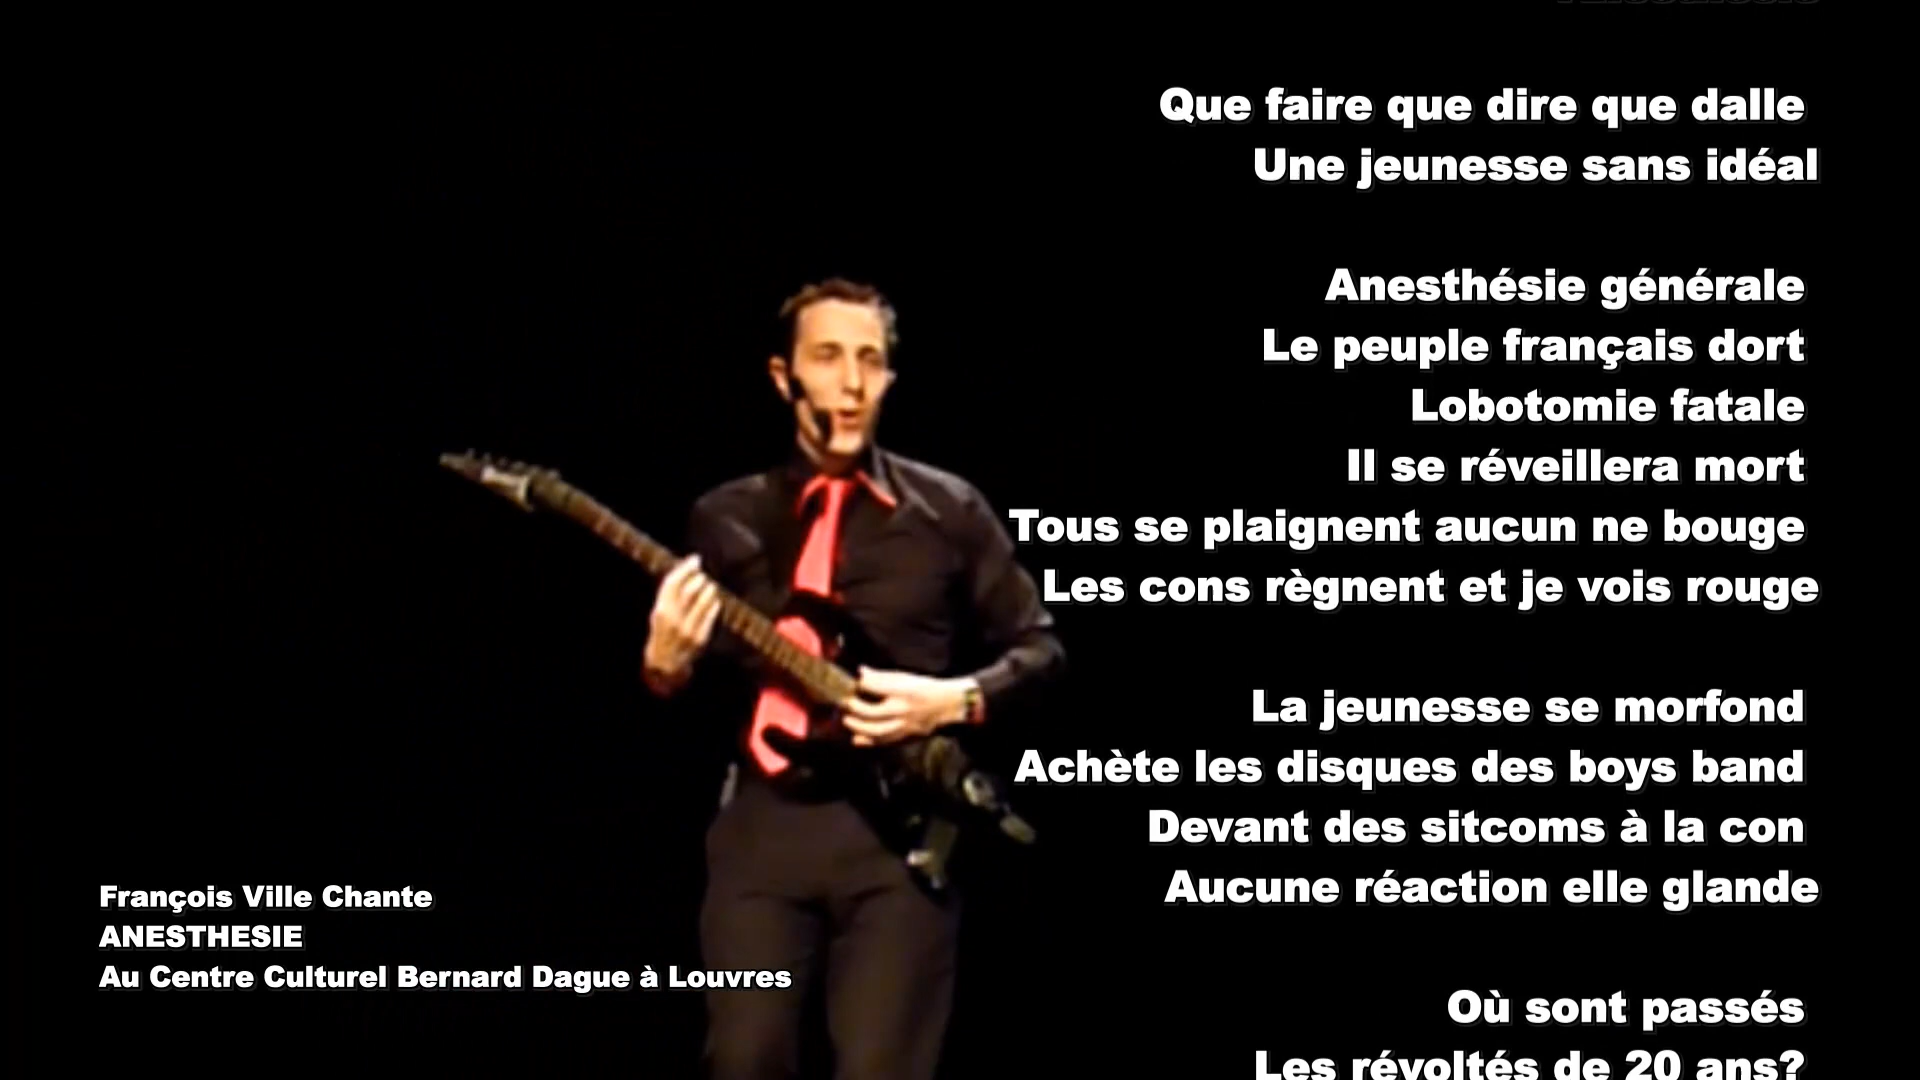 Que faire que dire que dalle
Une jeunesse sans idéal
Anesthésie générale
Le peuple français dort
Lobotomie fatale
Il se réveillera mort
Tous se plaignent aucun ne bouge
Les cons règnent et je vois rouge
La jeunesse se morfond
Achète les disques des boys band
Devant des sitcoms à la con
Aucune réaction elle glande
Où sont passés
Les révoltés de 20 ans?
François Ville Chante
ANESTHESIE
Au Centre Culturel Bernard Dague à Louvres